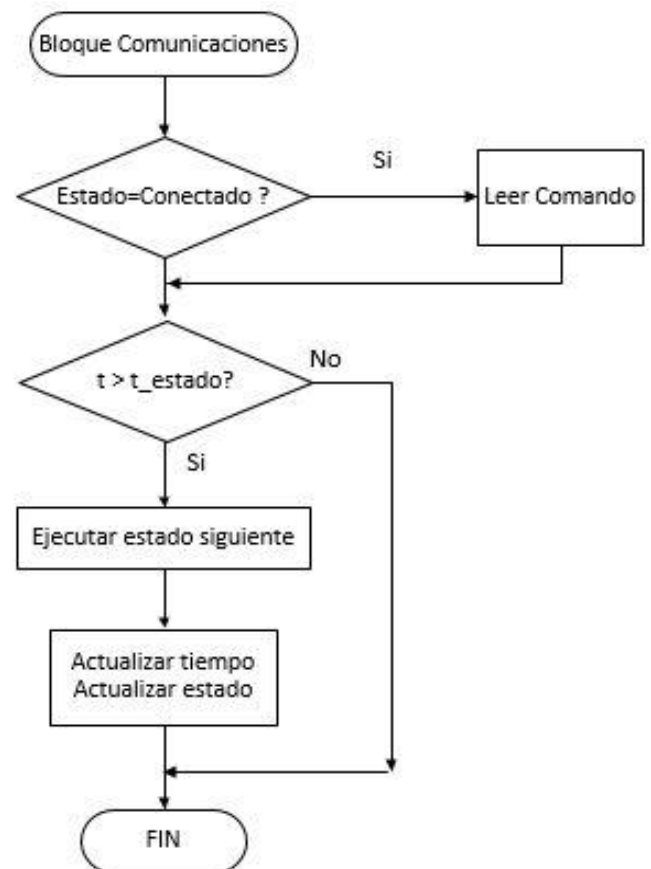 Bloque Comunicaciones
Estado=Conectado ?
Si
Leer Comando
t > t_estado?
No
Si
Ejecutar estado siguiente
Actualizar tiempo
Actualizar estado
FIN